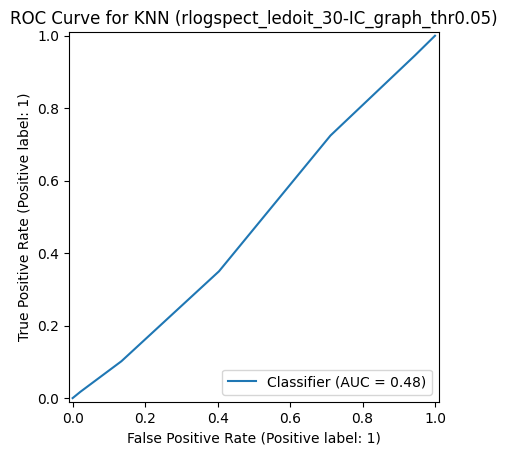 ROC Curve for KNN (rlogspect_ledoit_30-IC_graph_thr0.05)
1.0
0.8
0.6
0.4
0.2
0.0
True Positive Rate (Positive label: 1)
Classifier (AUC = 0.48)
0.0 0.2 0.4 0.6 0.8 1.0
False Positive Rate (Positive label: 1)